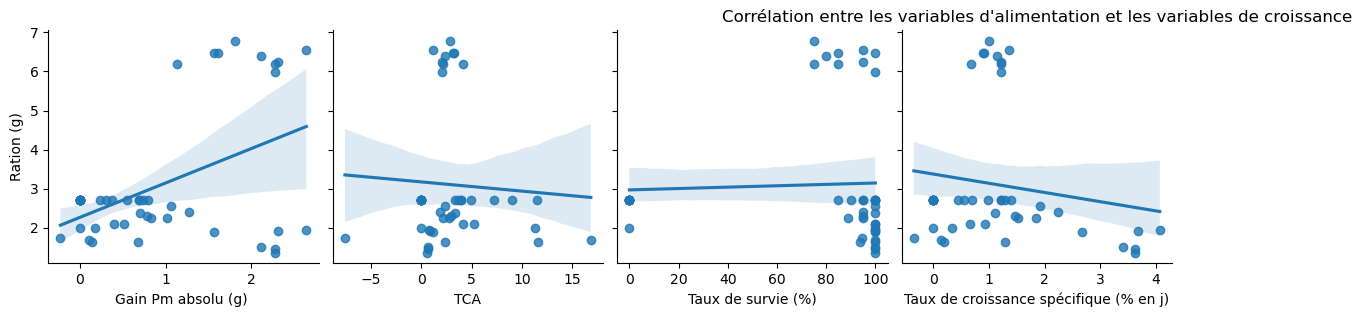 Corrélation entre les variables d'alimentation et les variables de croissance
Ration (g)
7
6
5
4
3
2
0 1 2
−5 0 5 10 15
0 20 40 60 80 100
0 1 2 3 4
Gain Pm absolu (g)
TCA
Taux de survie (%)
Taux de croissance spécifique (% en j)